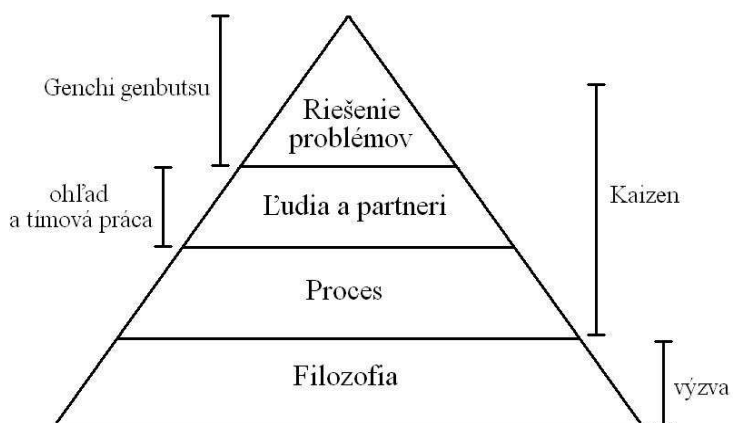 Genchi genbutsu
Riešenie
problémov
ohľad
a tímová práca
Ľudia a partneri
Kaizen
Proces
Filozofia
výzva